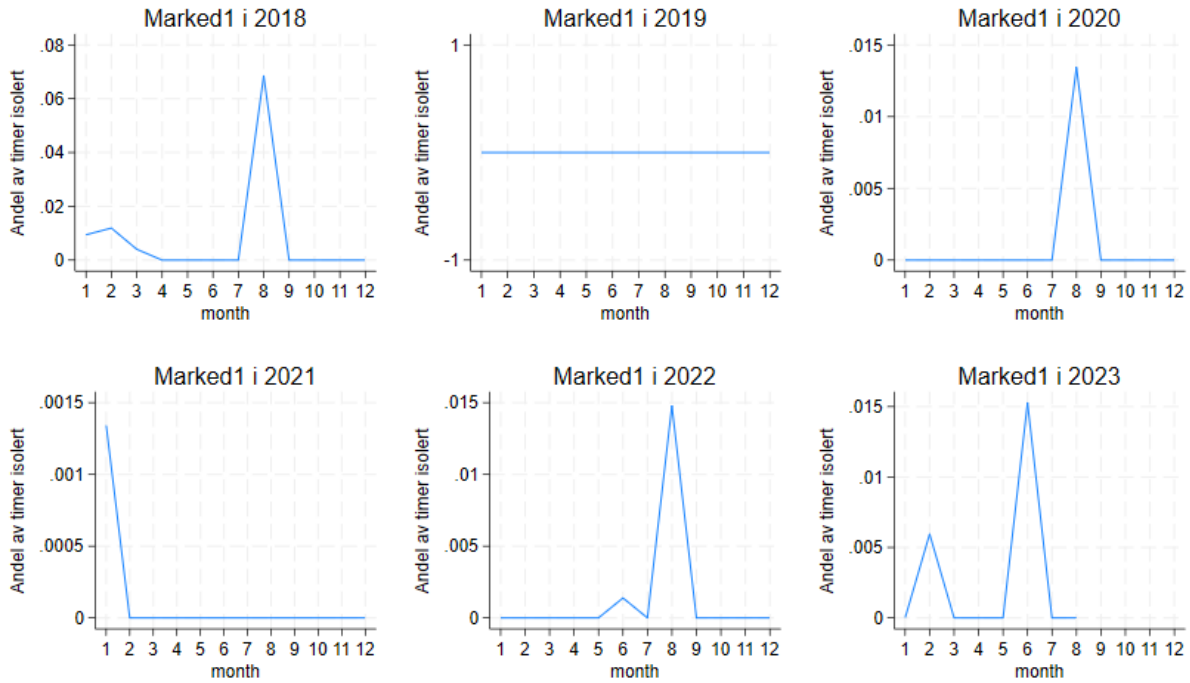 Marked1 i 2018
Andel av timer isolert
.08
.06
.04
.02
0
1 2 3 4 5 6 7 8 9 10 11 12
month
Marked1 i 2019
Andel av timer isolert
1
-1
1 2 3 4 5 6 7 8 9 10 11 12
month
Marked1 i 2020
Andel av timer isolert
.015
.01
.005
0
1 2 3 4 5 6 7 8 9 10 11 12
month
Marked1 i 2021
Andel av timer isolert
.0015
.001
.0005
0
1 2 3 4 5 6 7 8 9 10 11 12
month
Marked1 i 2022
Andel av timer isolert
.015
.01
.005
0
1 2 3 4 5 6 7 8 9 10 11 12
month
Marked1 i 2023
Andel av timer isolert
.015
.01
.005
0
1 2 3 4 5 6 7 8 9 10 11 12
month